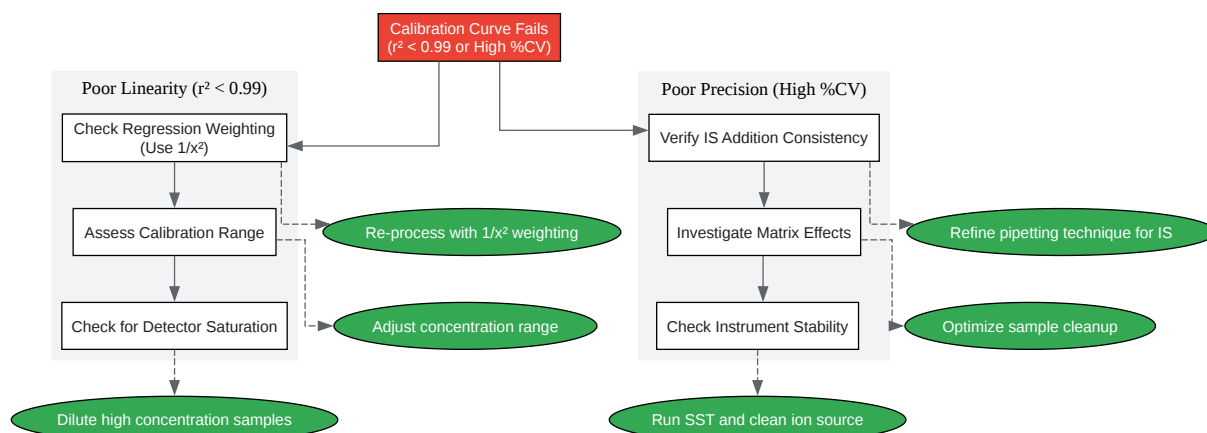 Calibration Curve Fails
(r² < 0.99 or High %CV)
Poor Linearity (r² < 0.99)
Check Regression Weighting
(Use 1/x²)
Assess Calibration Range
Re-process with 1/x² weighting
Check for Detector Saturation
Adjust concentration range
Dilute high concentration samples
Poor Precision (High %CV)
Verify IS Addition Consistency
Investigate Matrix Effects
Refine pipetting technique for IS
Check Instrument Stability
Optimize sample cleanup
Run SST and clean ion source